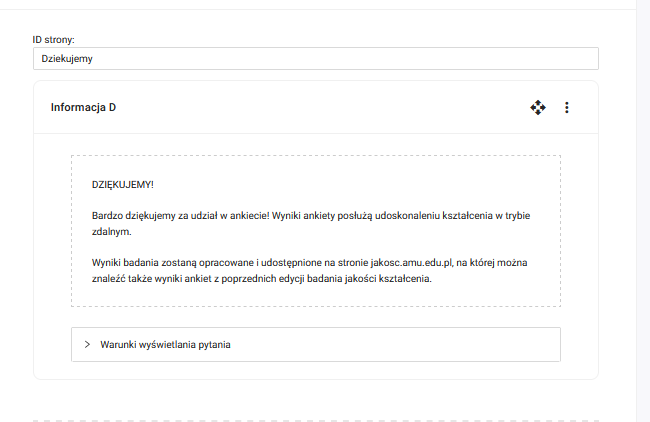 ID strony:
Dziekujemy
Informacja D
DZIĘKUJEMY!
Bardzo dziękujemy za udział w ankiecie! Wyniki ankiety posłużą udoskonaleniu kształcenia w trybie
zdalnym.
Wyniki badania zostaną opracowane i udostępnione na stronie jakosc.amu.edu.pl, na której można
znaleźć także wyniki ankiet z poprzednich edycji badania jakości kształcenia.
Warunki wyświetlania pytania